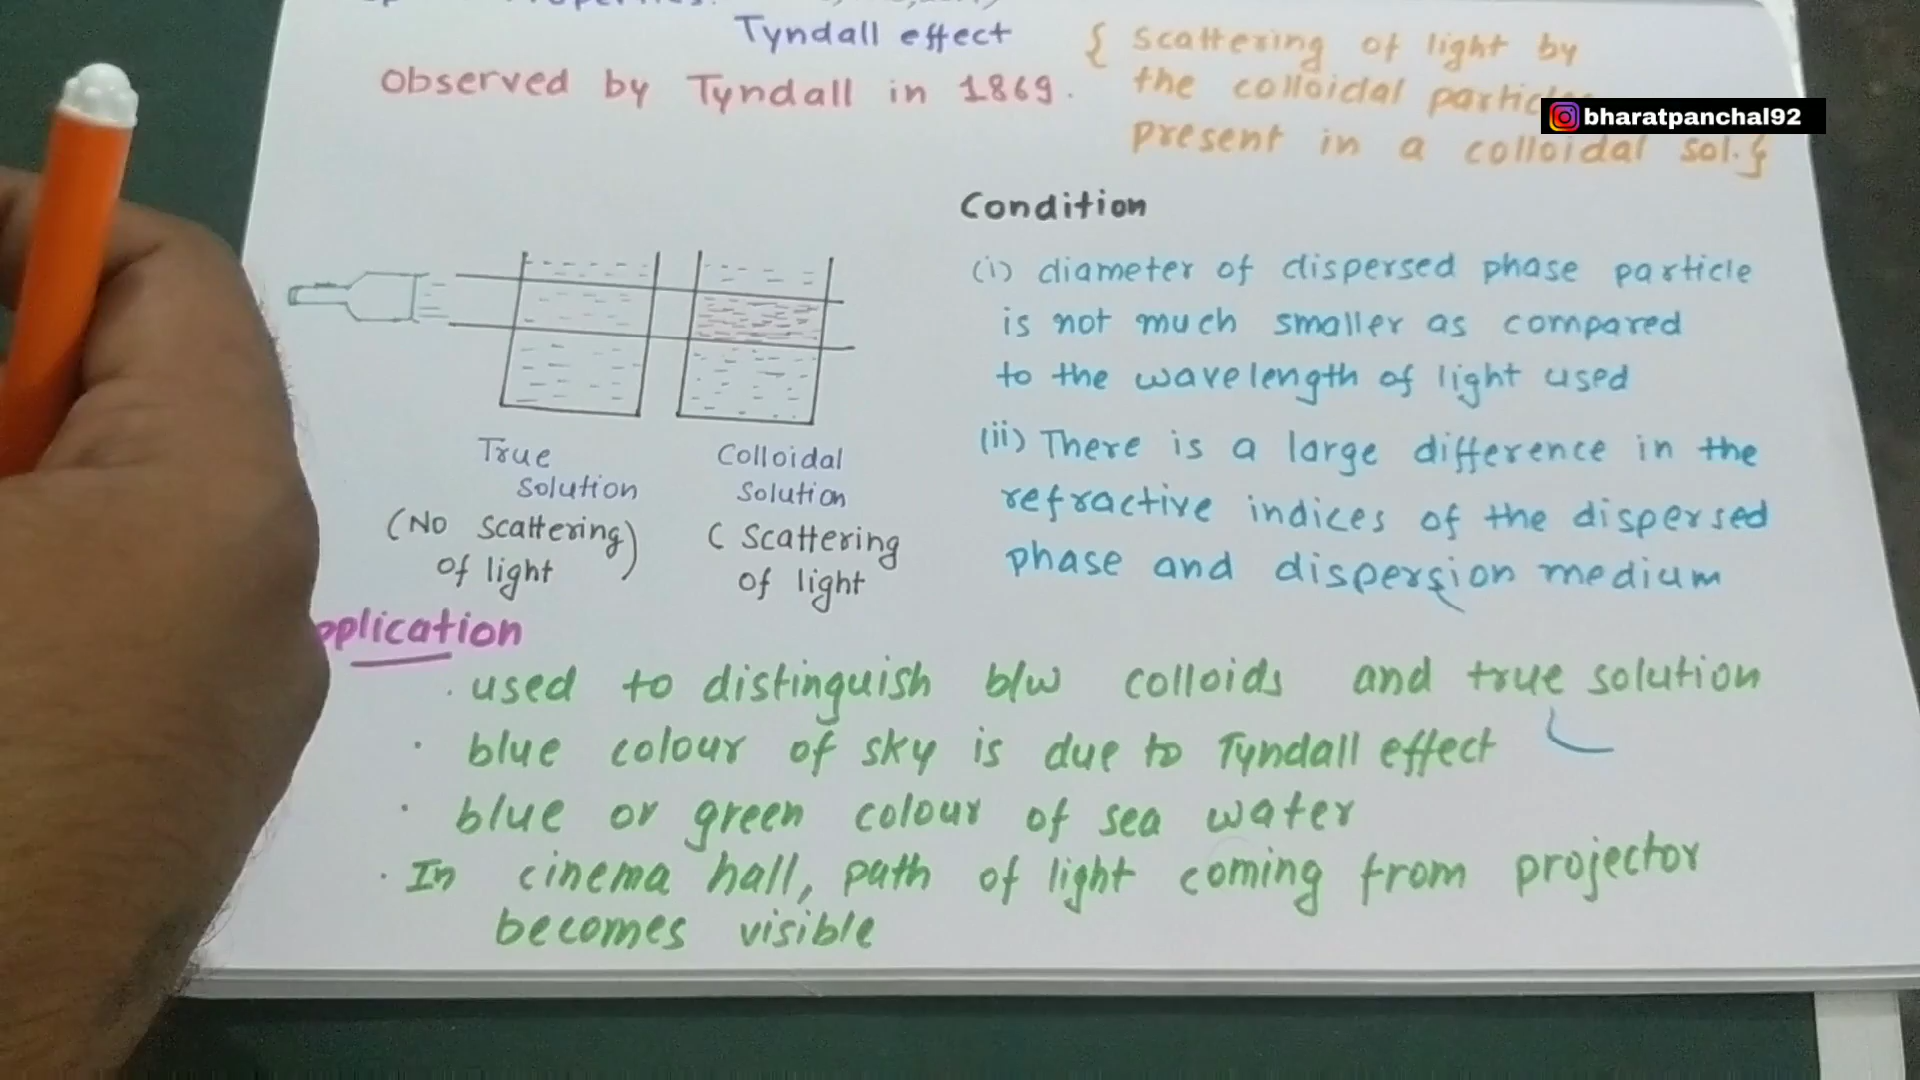 Tyndall effect
Observed by Tyndall in 1869.
{ Scattering of light by
the colloidal
present in a colloidal sol. }
bharatpanchal92
Condition
(i) diameter of dispersed phase particle
is not much smaller as compared
to the wavelength of light used
(ii) There is a large difference in the
refractive indices of the dispersed
phase and dispersion medium
True
Solution
(No Scattering)
of light
Colloidal
Solution
( Scattering
of light
pplication
. used to distinguish b/w colloids and true solution
. blue colour of sky is due to Tyndall effect
. blue or green colour of sea water
. In cinema hall, path of light coming from projector
becomes visible